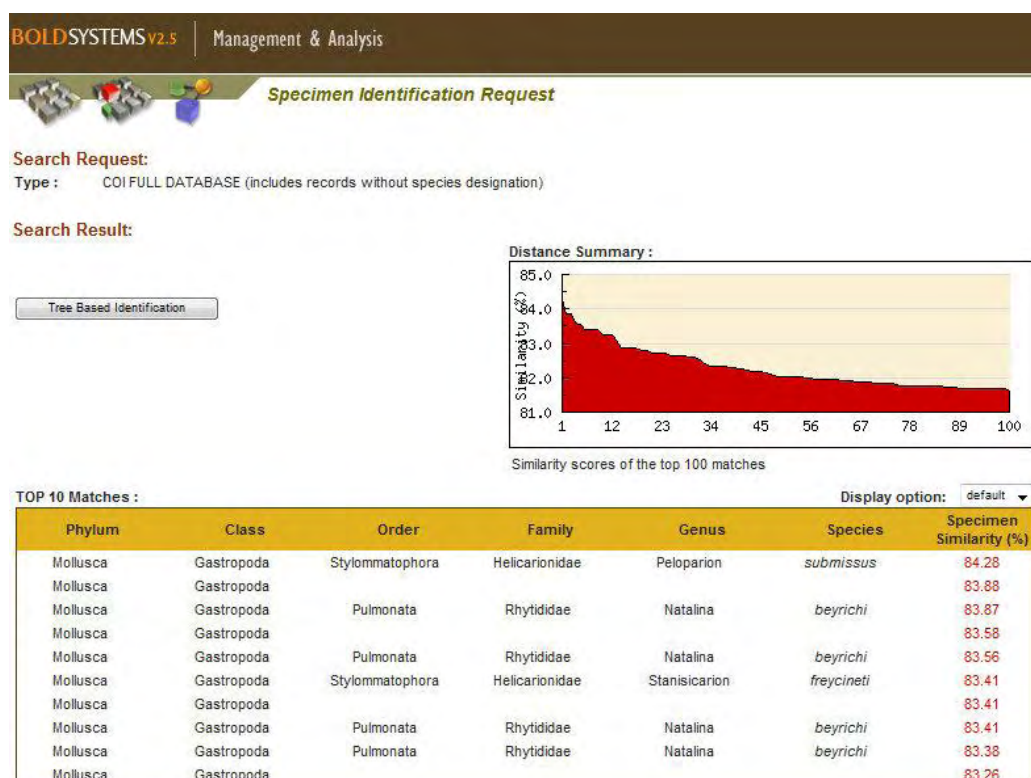 BOLDSYSTEMS V2.5 Management & Analysis
Specimen Identification Request
Search Request:
Type : COI FULL DATABASE (includes records without species designation)
Search Result:
Distance Summary :
Tree Based Identification
Similarity (%)
85.0
84.0
83.0
82.0
81.0
1 12 23 34 45 56 67 78 89 100
Similarity scores of the top 100 matches
TOP 10 Matches : Display option: default
Phylum Class Order Family Genus Species Specimen Similarity (%)
Mollusca Gastropoda Stylommatophora Helicarionidae Peloparion submissus 84.28
Mollusca Gastropoda 83.88
Mollusca Gastropoda Pulmonata Rhytididae Natalina beyrichi 83.87
Mollusca Gastropoda 83.58
Mollusca Gastropoda Pulmonata Rhytididae Natalina beyrichi 83.56
Mollusca Gastropoda Stylommatophora Helicarionidae Stanisicarion freycineti 83.41
Mollusca Gastropoda 83.41
Mollusca Gastropoda Pulmonata Rhytididae Natalina beyrichi 83.41
Mollusca Gastropoda Pulmonata Rhytididae Natalina beyrichi 83.38
Mollusca Gastropoda 83.26